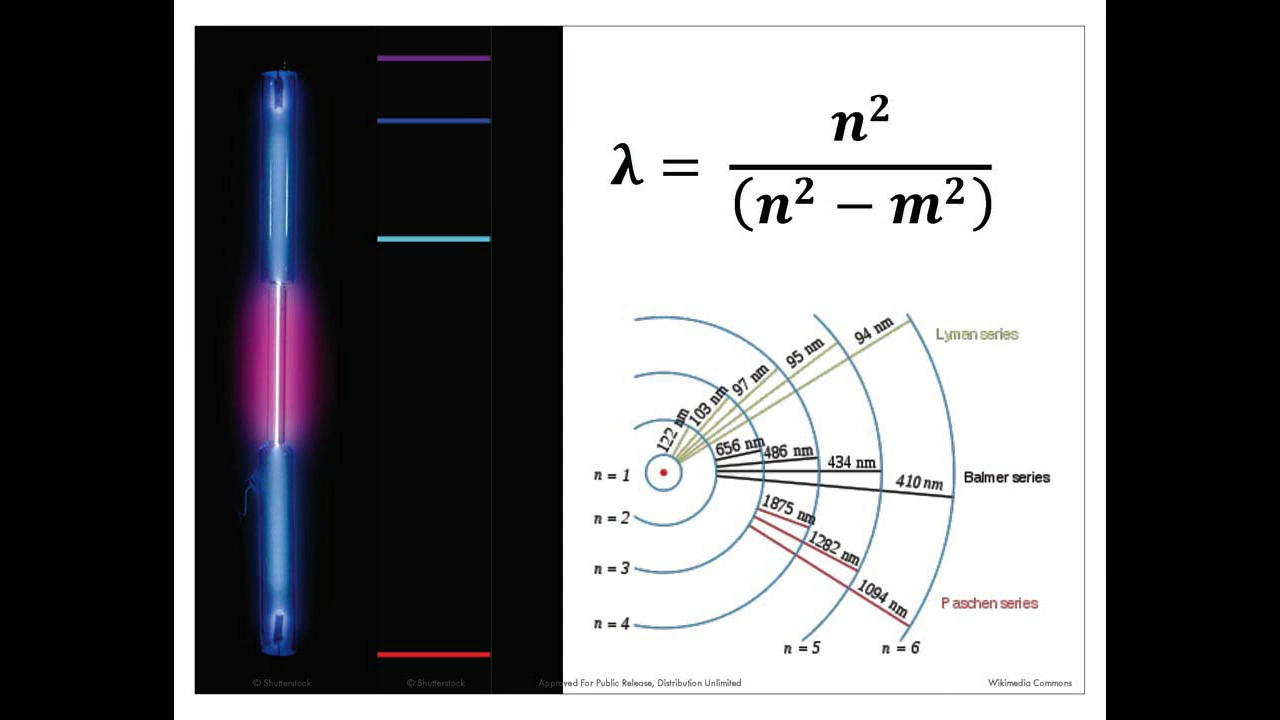 λ = n² / (n² − m²)
Lyman series
94 nm
95 nm
97 nm
103 nm
122 nm
656 nm
486 nm
434 nm
410 nm
Balmer series
n = 1
n = 2
n = 3
n = 4
n = 5
n = 6
1875 nm
1282 nm
1094 nm
Paschen series
© Shutterstock
© Shutterstock
Approved For Public Release, Distribution Unlimited
Wikimedia Commons